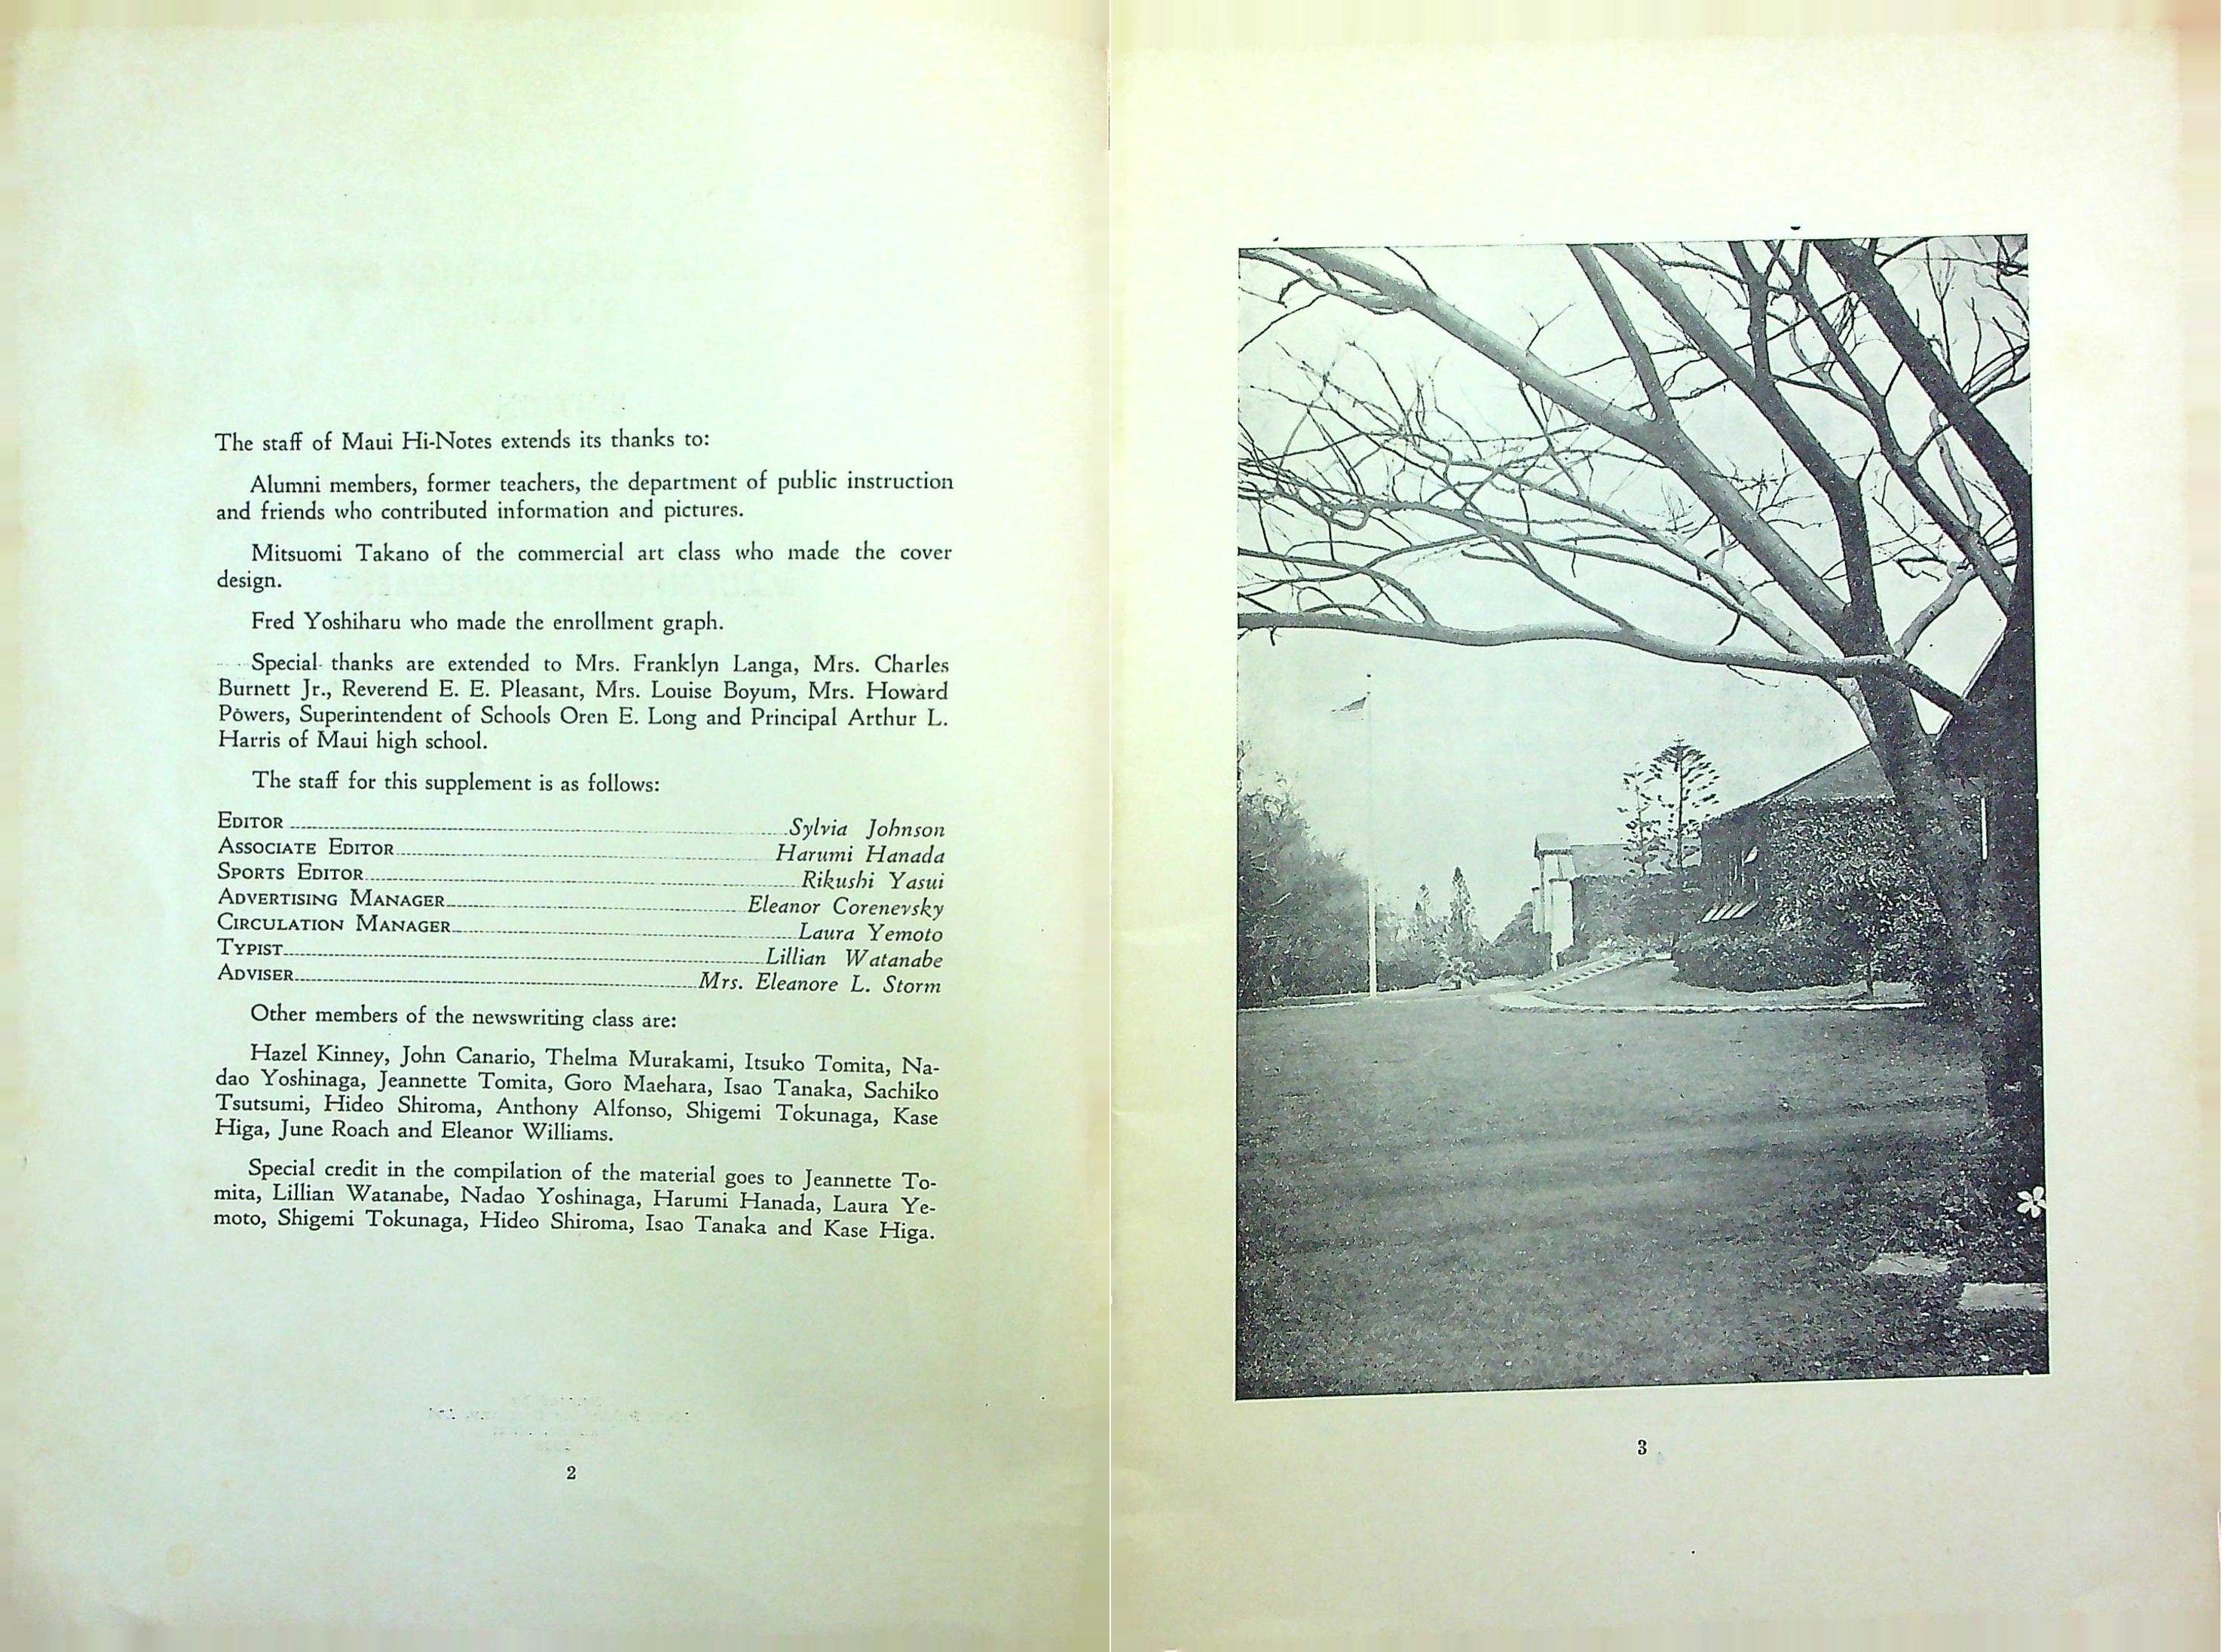 The staff of Maui Hi-Notes extends its thanks to:
Alumni members, former teachers, the department of public instruction
and friends who contributed information and pictures.
Mitsuomi Takano of the commercial art class who made the cover
design.
Fred Yoshiharu who made the enrollment graph.
Special thanks are extended to Mrs. Franklyn Langa, Mrs. Charles
Burnett Jr., Reverend E. E. Pleasant, Mrs. Louise Boyum, Mrs. Howard
Powers, Superintendent of Schools Oren E. Long and Principal Arthur L.
Harris of Maui high school.
The staff for this supplement is as follows:
EDITOR Sylvia Johnson
ASSOCIATE EDITOR Harumi Hanada
SPORTS EDITOR Rikushi Yasui
ADVERTISING MANAGER Eleanor Corenevsky
CIRCULATION MANAGER Laura Yemoto
TYPIST Lillian Watanabe
ADVISER Mrs. Eleanore L. Storm
Other members of the newswriting class are:
Hazel Kinney, John Canario, Thelma Murakami, Itsuko Tomita, Na-
dao Yoshinaga, Jeannette Tomita, Goro Maehara, Isao Tanaka, Sachiko
Tsutsumi, Hideo Shiroma, Anthony Alfonso, Shigemi Tokunaga, Kase
Higa, June Roach and Eleanor Williams.
Special credit in the compilation of the material goes to Jeannette To-
mita, Lillian Watanabe, Nadao Yoshinaga, Harumi Hanada, Laura Ye-
moto, Shigemi Tokunaga, Hideo Shiroma, Isao Tanaka and Kase Higa.
2
3